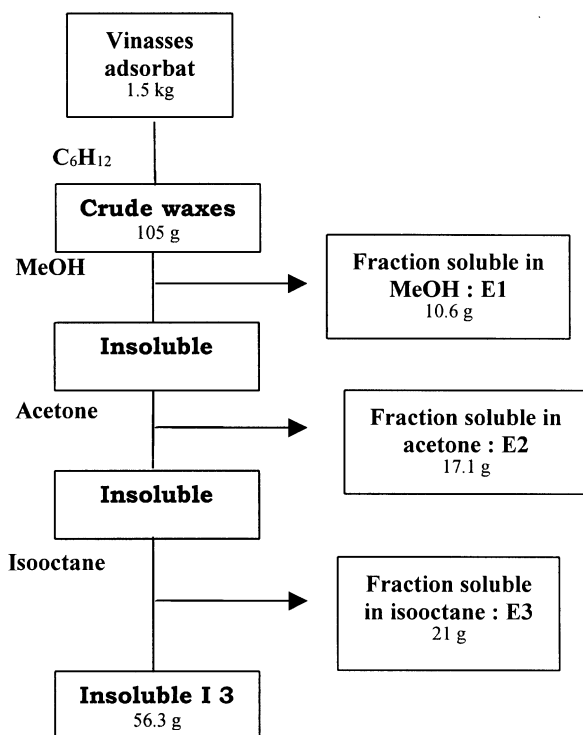 Vinasses
adsorbat
1.5 kg
C₆H₁₂
Crude waxes
105 g
MeOH
Fraction soluble in
MeOH : E1
10.6 g
Insoluble
Acetone
Fraction soluble in
acetone : E2
17.1 g
Insoluble
Isooctane
Fraction soluble
in isooctane : E3
21 g
Insoluble I 3
56.3 g